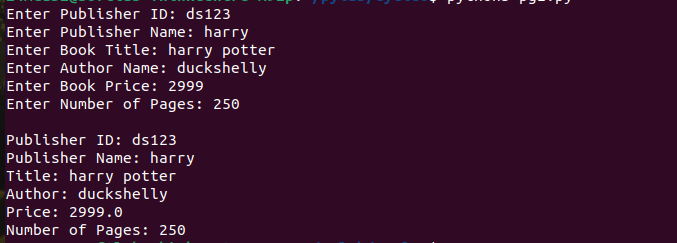 Enter Publisher ID: ds123
Enter Publisher Name: harry
Enter Book Title: harry potter
Enter Author Name: duckshelly
Enter Book Price: 2999
Enter Number of Pages: 250
Publisher ID: ds123
Publisher Name: harry
Title: harry potter
Author: duckshelly
Price: 2999.0
Number of Pages: 250